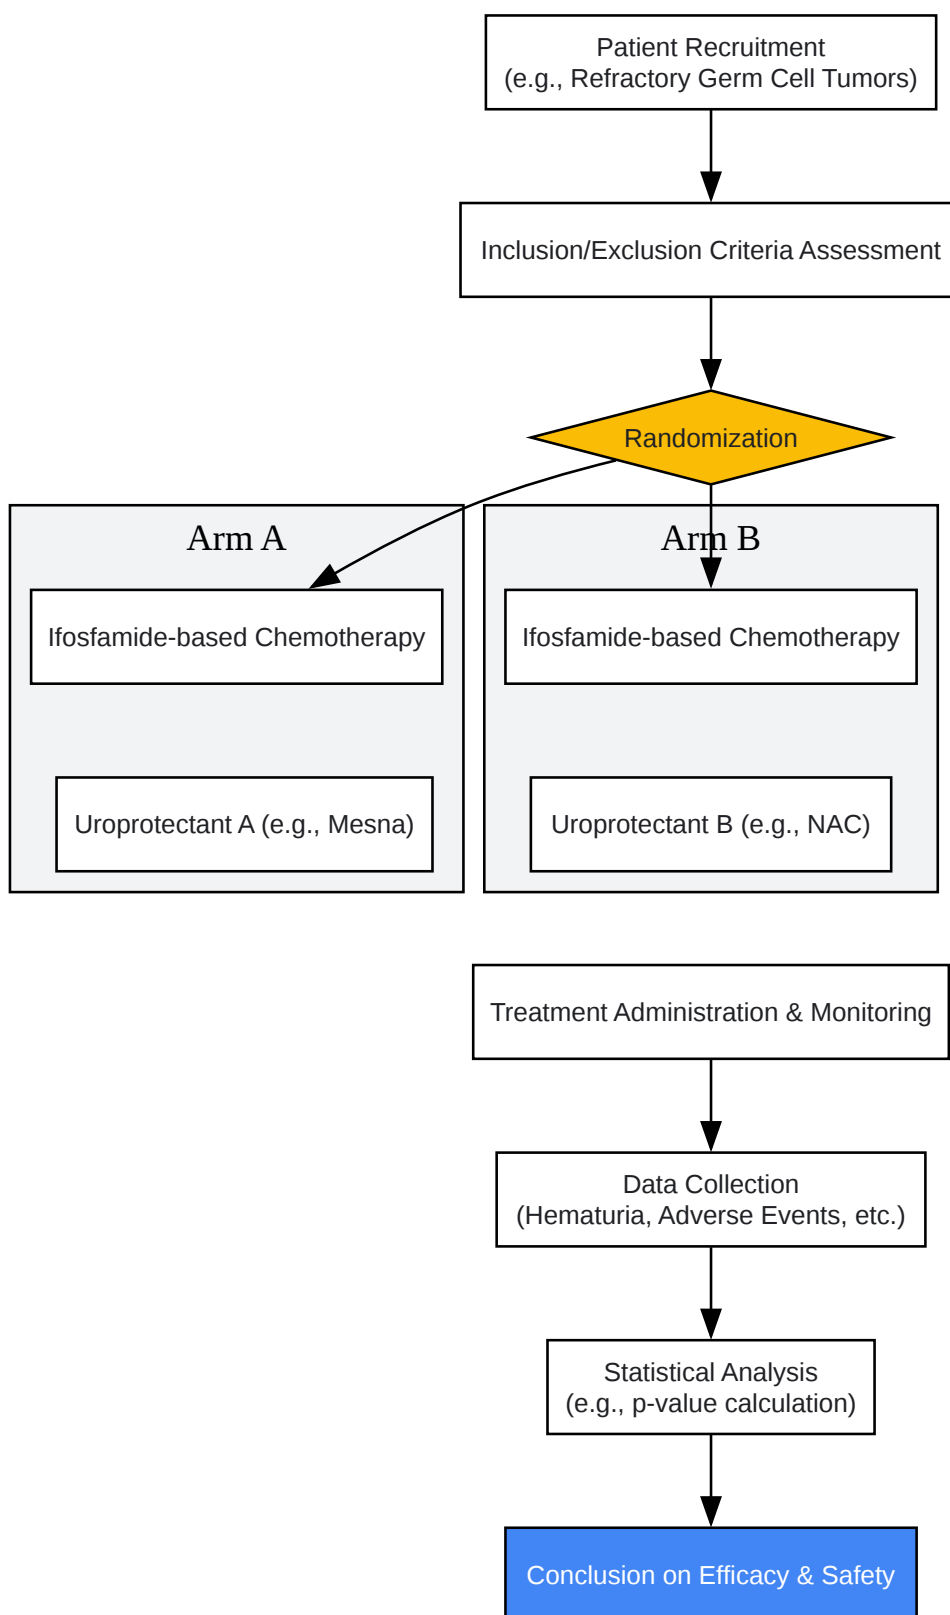 Patient Recruitment
(e.g., Refractory Germ Cell Tumors)
Inclusion/Exclusion Criteria Assessment
Randomization
Arm A
Ifosfamide-based Chemotherapy
Uroprotectant A (e.g., Mesna)
Arm B
Ifosfamide-based Chemotherapy
Uroprotectant B (e.g., NAC)
Treatment Administration & Monitoring
Data Collection
(Hematuria, Adverse Events, etc.)
Statistical Analysis
(e.g., p-value calculation)
Conclusion on Efficacy & Safety